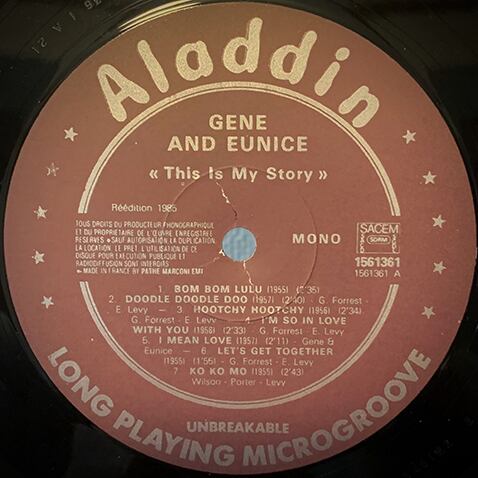 Aladdin
GENE
AND EUNICE
« This Is My Story »
Réédition 1985
TOUS DROITS DU PRODUCTEUR PHONOGRAPHIQUE
ET DU PROPRIETAIRE DE L'ŒUVRE ENREGISTREE
RESERVES • SAUF AUTORISATION LA DUPLICATION
LA LOCATION LE PRET L'UTILISATION DE CE
DISQUE POUR EXECUTION PUBLIQUE ET
RADIODIFFUSION SONT INTERDITS
• MADE IN FRANCE BY PATHE MARCONI EMI
MONO
SACEM
SDRM
1561361
1561361 A
1. BOM BOM LULU (1955) (2'35)
2. DOODLE DOODLE DOO (1957) (2'40) - G. Forrest -
E. Levy — 3. HOOTCHY HOOTCHY (1956) (2'34)
G. Forrest - E. Levy — 4. I'M SO IN LOVE
WITH YOU (1956) (2'33) - G. Forrest - E. Levy
5. I MEAN LOVE (1957) (2'11) - Gene &
Eunice — 6. LET'S GET TOGETHER
(1955) (1'55) - G. Forrest - E. Levy
7. KO KO MO (1955) (2'43)
Wilson - Porter - Levy
UNBREAKABLE
LONG PLAYING MICROGROOVE